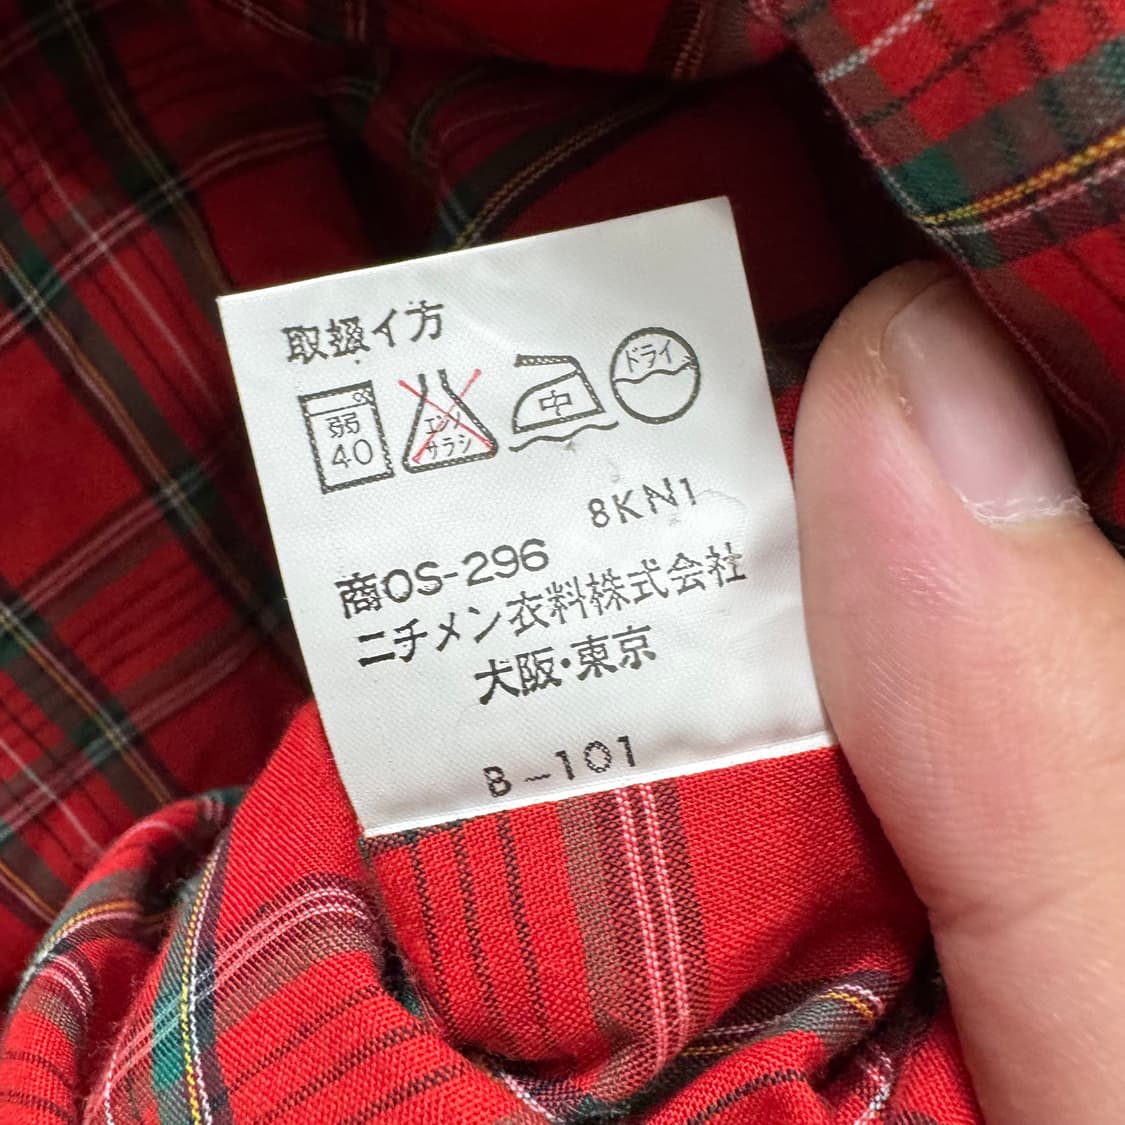 取扱イ方
弱
40
エンソ
サラシ
中
ドライ
8KN1
商OS-296
ニチメン衣料株式会社
大阪・東京
B-101